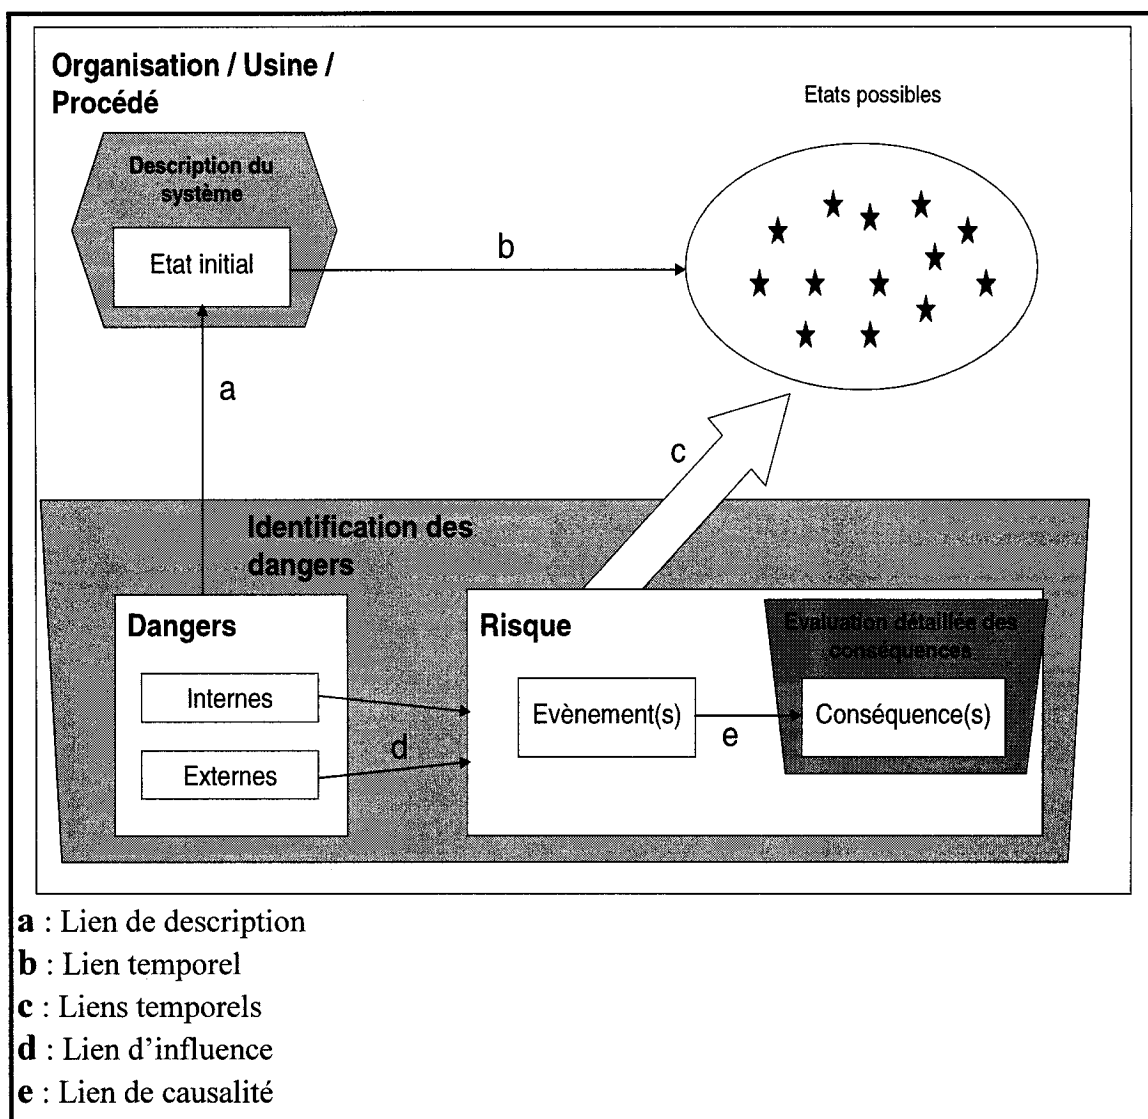 Organisation / Usine /
Procédé
Etats possibles
Description du
système
Etat initial
b
a
c
Identification des
dangers
Dangers
Internes
Externes
d
Risque
Evaluation détaillée des
conséquences
Evènement(s)
e
Conséquence(s)
a : Lien de description
b : Lien temporel
c : Liens temporels
d : Lien d’influence
e : Lien de causalité